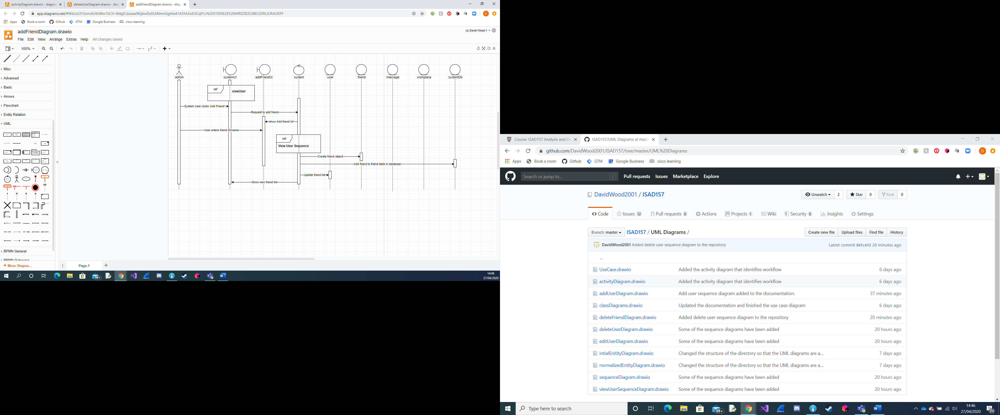 activityDiagram.drawio - diagram
deleteUserDiagram.drawio - diag
addFriendDiagram.drawio - diag
app.diagrams.net/#Wb!uS3Y2smc6U6hBlw1SCH-WdgICdueae9KijbwDx0LM6mnGgHie41AS5A3oEGCqPCc%2F01IDNLEE52NMRZZB353BEJ2DRLXJRAOXPF
Apps Book a room Github GTM Google Business cisco learning
addFriendDiagram.drawio
(s) David Wood 1
File Edit View Arrange Extras Help All changes saved
100%
Misc
Advanced
Basic
Arrows
Flowchart
Entity Relation
UML
BPMN General
BPMN Gateways
+ More Shapes...
Page-1
:admin :systemUI :addFriendUI :system :user :friend :message :workplace :systemDb
ref
viewUser
System User clicks 'Add Friend'
Request to add friend
show Add friend UI
User enters friend ID/name
ref
View User Sequence
Create friend object
Add friend to friend table in database
Update friend list
Show new friend list
99+
14:46
27/04/2020
Course: ISAD157 Analysis and De
ISAD157/UML Diagrams at mast
github.com/DavidWood2001/ISAD157/tree/master/UML%20Diagrams
Apps Book a room Github GTM Google Business cisco learning
Search or jump to... /
Pull requests Issues Marketplace Explore
DavidWood2001 / ISAD157
Unwatch 2 Star 0 Fork 0
Code Issues 12 Pull requests 0 Actions Projects 1 Wiki Security 0 Insights Settings
Branch: master ISAD157 / UML Diagrams /
Create new file Upload files Find file History
DavidWood2001 Added delete user sequence diagram to the repository Latest commit 84fc4f2 20 minutes ago
..
UseCase.drawio Added the activity diagram that identifies workflow 6 days ago
activityDiagram.drawio Added the activity diagram that identifies workflow 6 days ago
addUserDiagram.drawio Add user sequence diagram added to the documentation. 37 minutes ago
classDiagrams.drawio Updated the documentation and finished the use case diagram 6 days ago
deleteFriendDiagram.drawio Added delete user sequence diagram to the repository 20 minutes ago
deleteUserDiagram.drawio Some of the sequence diagrams have been added 20 hours ago
editUserDiagram.drawio Some of the sequence diagrams have been added 20 hours ago
intialEnitityDiagram.drawio Changed the structure of the directory so that the UML diagrams are a... 7 days ago
normalizedEntityDiagram.drawio Changed the structure of the directory so that the UML diagrams are a... 7 days ago
sequenceDiagram.drawio Some of the sequence diagrams have been added 20 hours ago
viewUserSequenceDiagram.drawio Some of the sequence diagrams have been added 20 hours ago
Type here to search
99+
14:46
27/04/2020
20